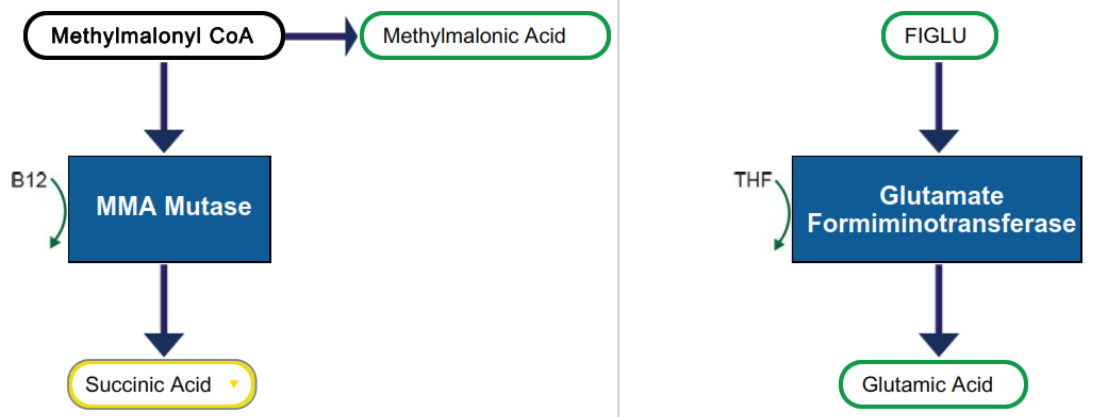 Methylmalonyl CoA
Methylmalonic Acid
B12
MMA Mutase
Succinic Acid
FIGLU
THF
Glutamate
Formiminotransferase
Glutamic Acid